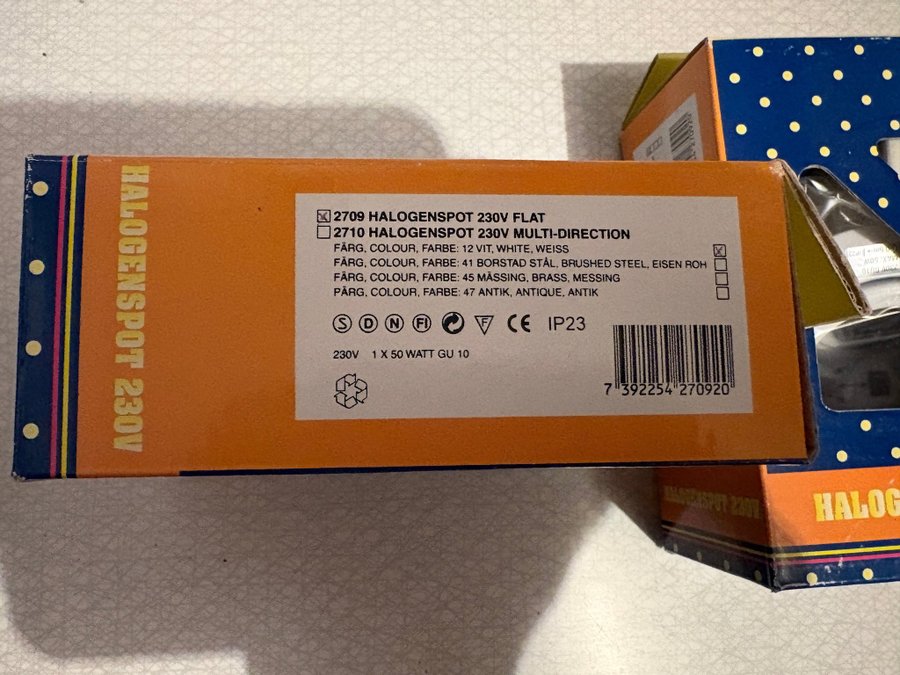 HALOGENSPOT 230V
2709 HALOGENSPOT 230V FLAT
2710 HALOGENSPOT 230V MULTI-DIRECTION
FÄRG, COLOUR, FARBE: 12 VIT, WHITE, WEISS
FÄRG, COLOUR, FARBE: 41 BORSTAD STÅL, BRUSHED STEEL, EISEN ROH
FÄRG, COLOUR, FARBE: 45 MÄSSING, BRASS, MESSING
FÄRG, COLOUR, FARBE: 47 ANTIK, ANTIQUE, ANTIK
S D N FI F CE IP23
230V 1 X 50 WATT GU 10
7 392254 270920
HALOGENSPOT 230V
HALOG